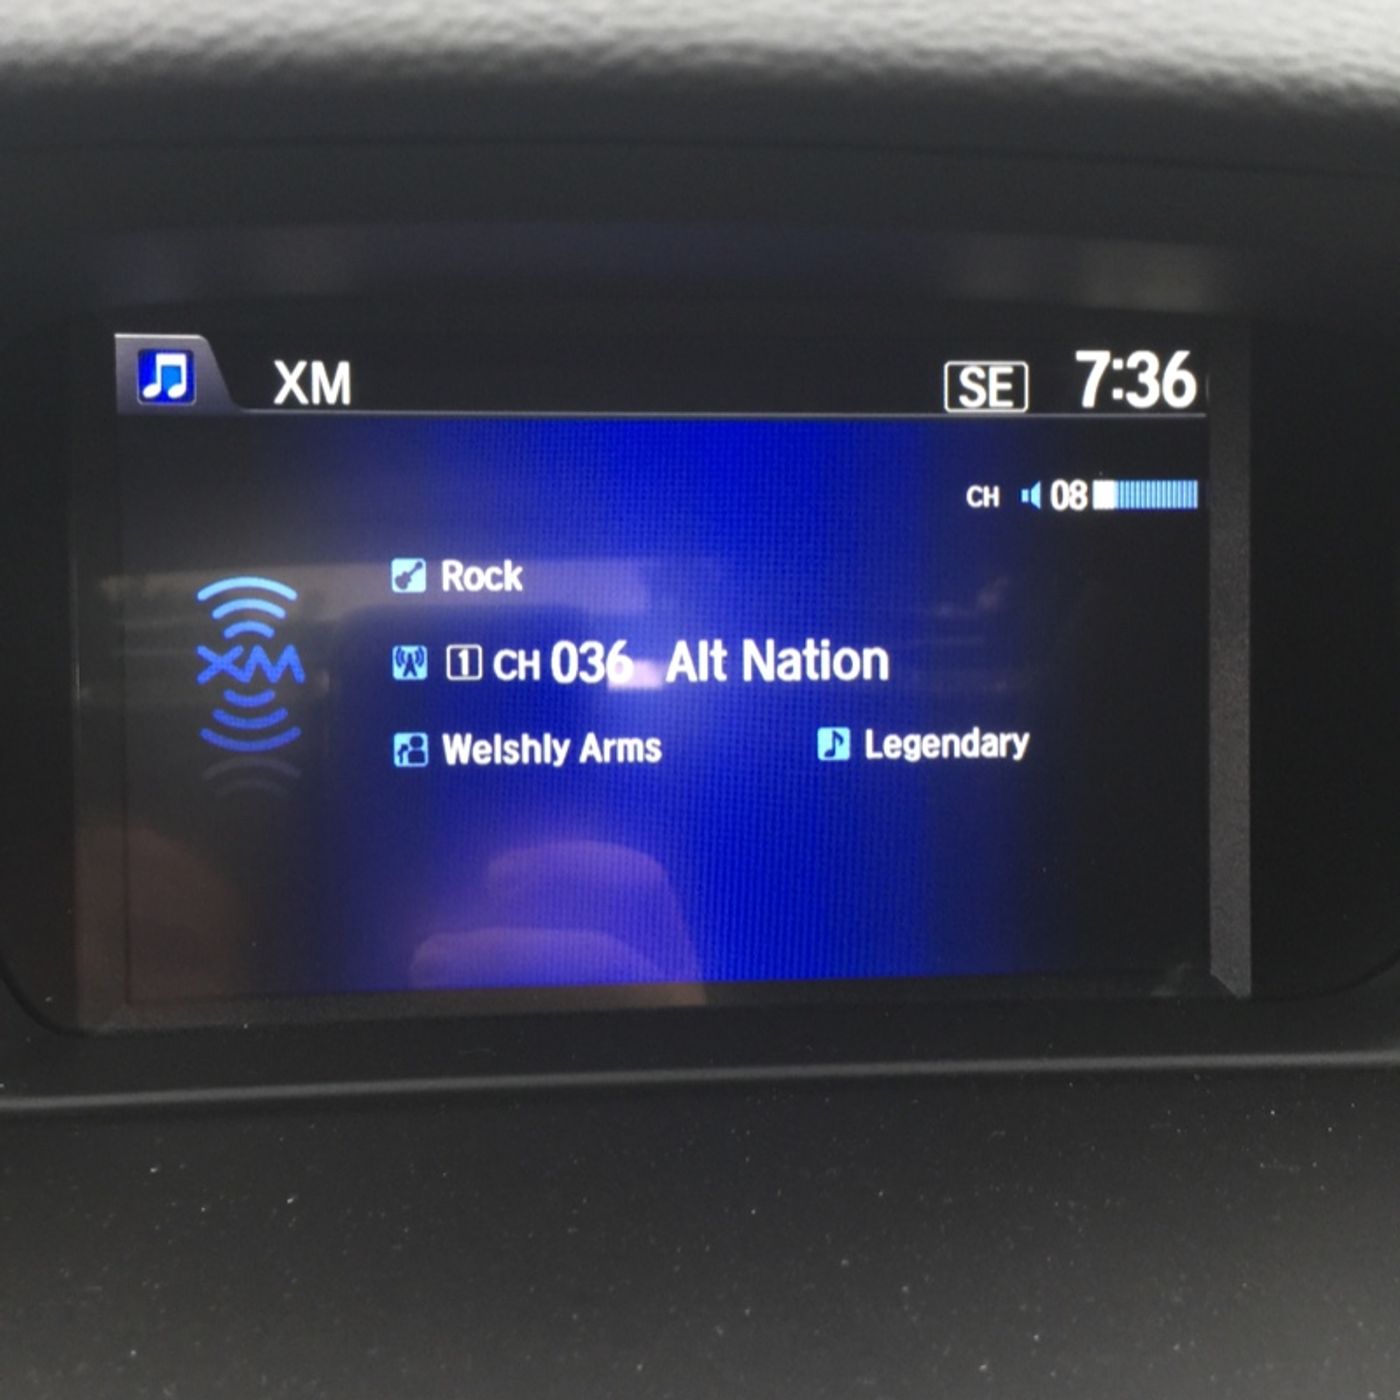 XM SE 7:36
CH 08
Rock
XM
1 CH 036 Alt Nation
Welshly Arms Legendary